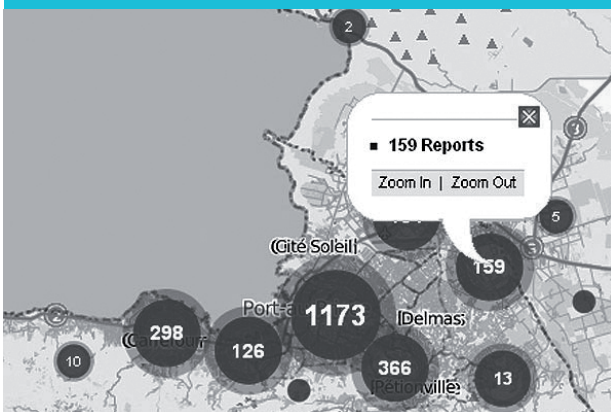 2
159 Reports
Zoom In | Zoom Out
5
(Cité Soleil)
159
Port-a
1173
(Delmas)
298
126
366
10
13
(Pétionville)